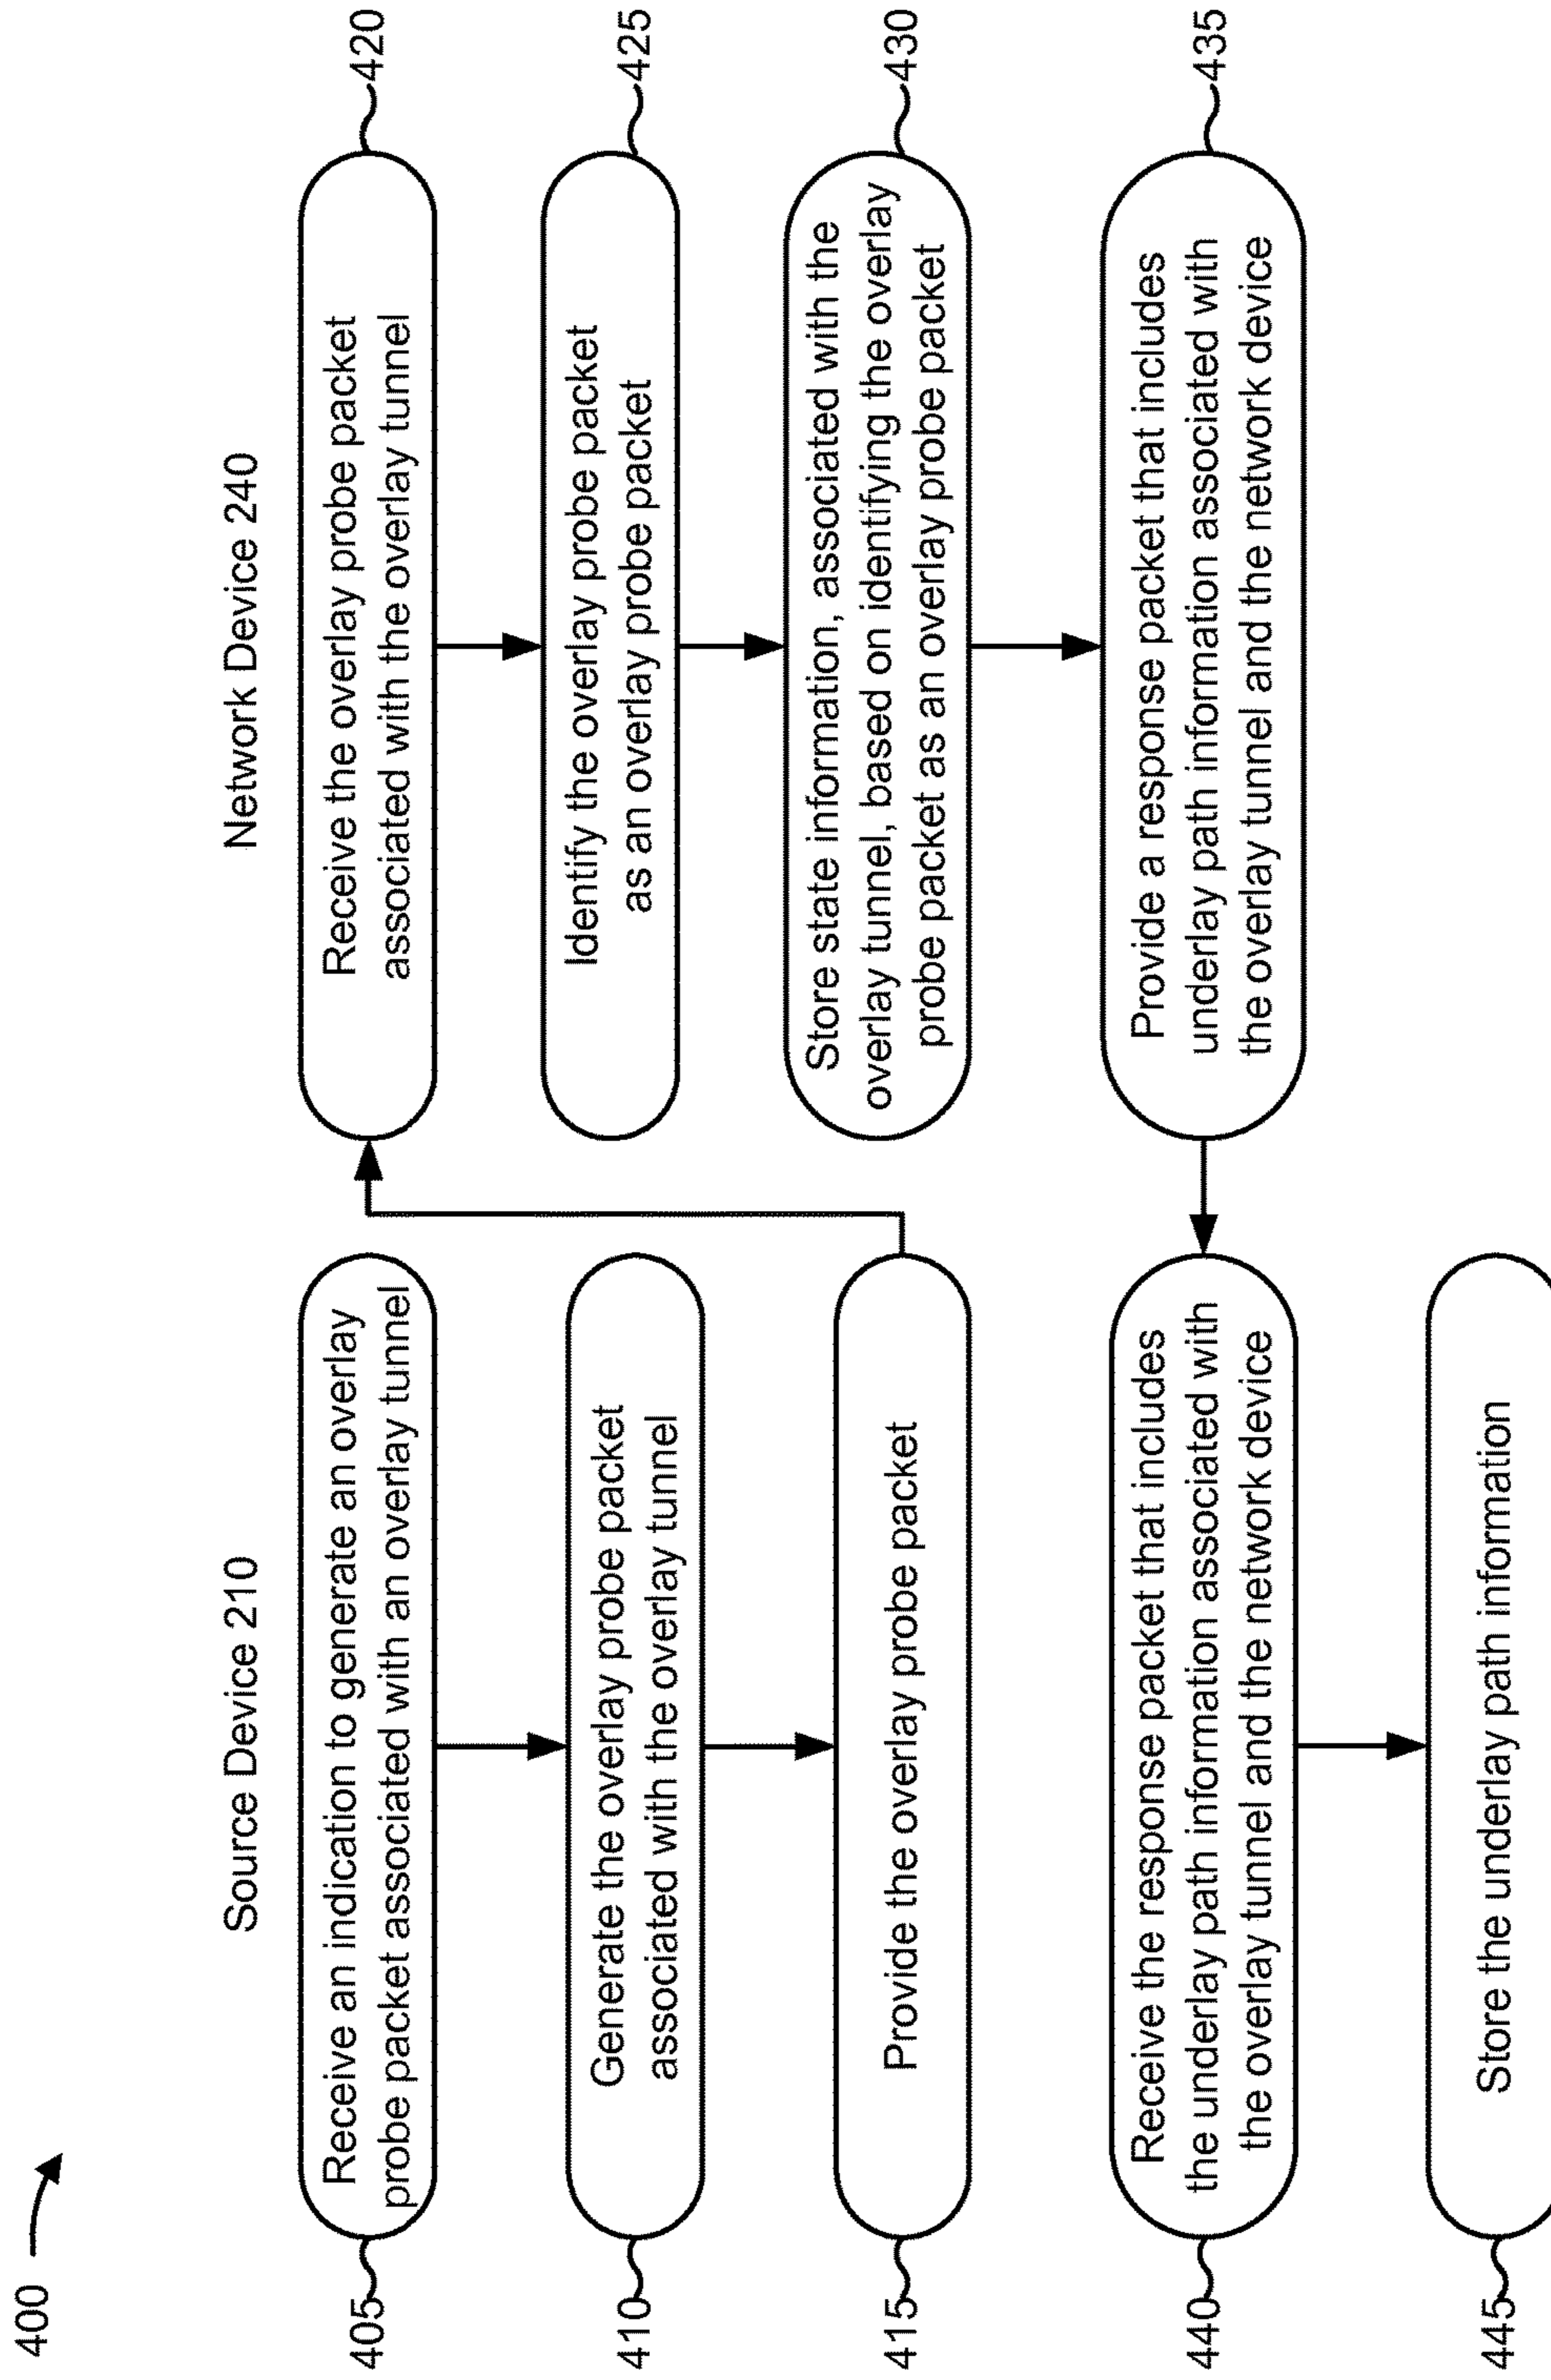 400
Source Device 210
Network Device 240
405
Receive an indication to generate an overlay
probe packet associated with an overlay tunnel
410
Generate the overlay probe packet
associated with the overlay tunnel
415
Provide the overlay probe packet
Receive the overlay probe packet
associated with the overlay tunnel
420
Identify the overlay probe packet
as an overlay probe packet
425
Store state information, associated with the
overlay tunnel, based on identifying the overlay
probe packet as an overlay probe packet
430
Provide a response packet that includes
underlay path information associated with
the overlay tunnel and the network device
435
440
Receive the response packet that includes
the underlay path information associated with
the overlay tunnel and the network device
445
Store the underlay path information